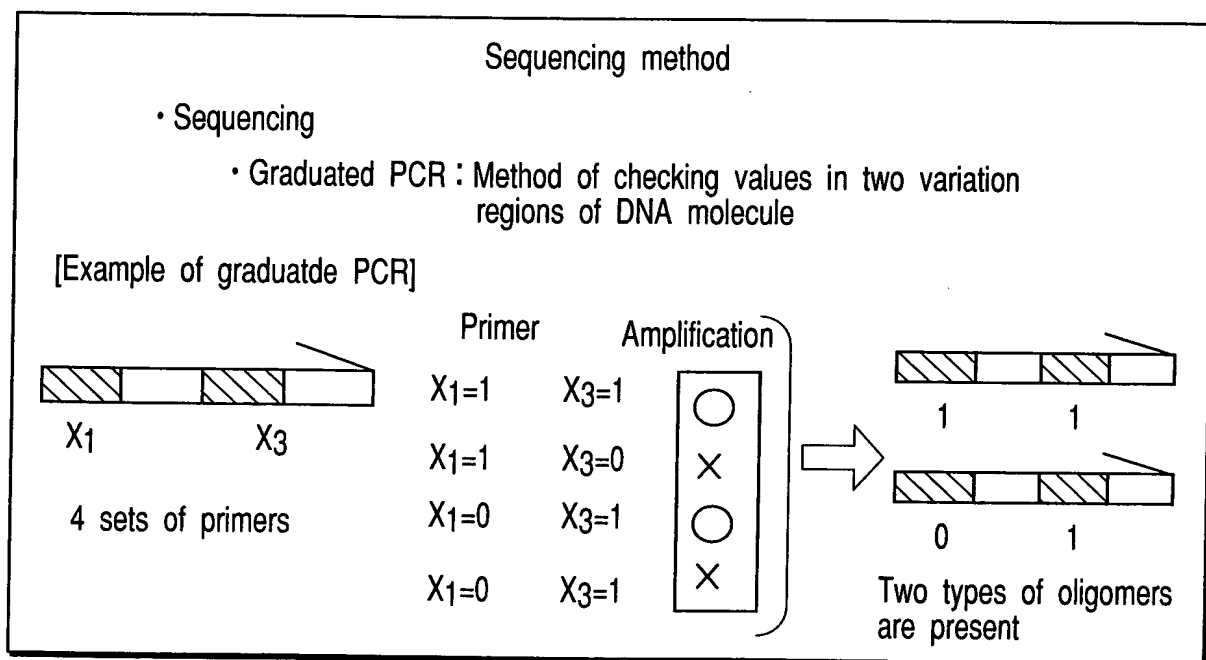 Sequencing method
・Sequencing
・Graduated PCR : Method of checking values in two variation
regions of DNA molecule
[Example of graduatde PCR]
Primer Amplification
X1 X3
4 sets of primers
X1=1 X3=1 ○
X1=1 X3=0 ×
X1=0 X3=1 ○
X1=0 X3=1 ×
1 1
0 1
Two types of oligomers
are present